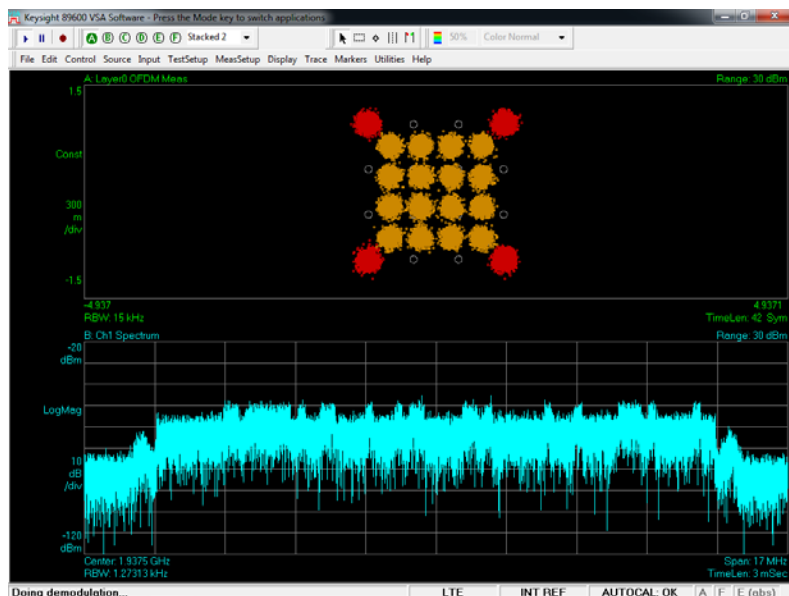 Keysight 89600 VSA Software - Press the Mode key to switch applications
A B C D E F Stacked 2 50% Color Normal
File Edit Control Source Input TestSetup MeasSetup Display Trace Markers Utilities Help
A: Layer0 OFDM Meas Range: 30 dBm
1.5
Const
300
m
/div
-1.5
-4.937 4.9371
RBW: 15 kHz TimeLen: 42 Sym
B: Ch1 Spectrum Range: 30 dBm
-20
dBm
LogMag
10
dB
/div
-120
dBm
Center: 1.9375 GHz Span: 17 MHz
RBW: 1.27313 kHz TimeLen: 3 mSec
Doing demodulation... LTE INT REF AUTOCAL: OK A F E (abs)